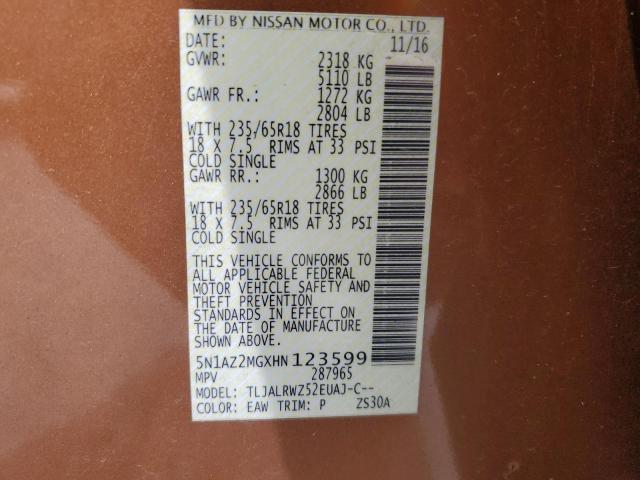 MFD BY NISSAN MOTOR CO., LTD.
DATE: 11/16
GVWR: 2318 KG
5110 LB
GAWR FR.: 1272 KG
2804 LB
WITH 235/65R18 TIRES
18 X 7.5 RIMS AT 33 PSI
COLD SINGLE
GAWR RR.: 1300 KG
2866 LB
WITH 235/65R18 TIRES
18 X 7.5 RIMS AT 33 PSI
COLD SINGLE
THIS VEHICLE CONFORMS TO
ALL APPLICABLE FEDERAL
MOTOR VEHICLE SAFETY AND
THEFT PREVENTION
STANDARDS IN EFFECT ON
THE DATE OF MANUFACTURE
SHOWN ABOVE.
5N1AZ2MGXHN123599
MPV 287965
MODEL: TLJALRWZ52EUAJ-C--
COLOR: EAW TRIM: P ZS30A